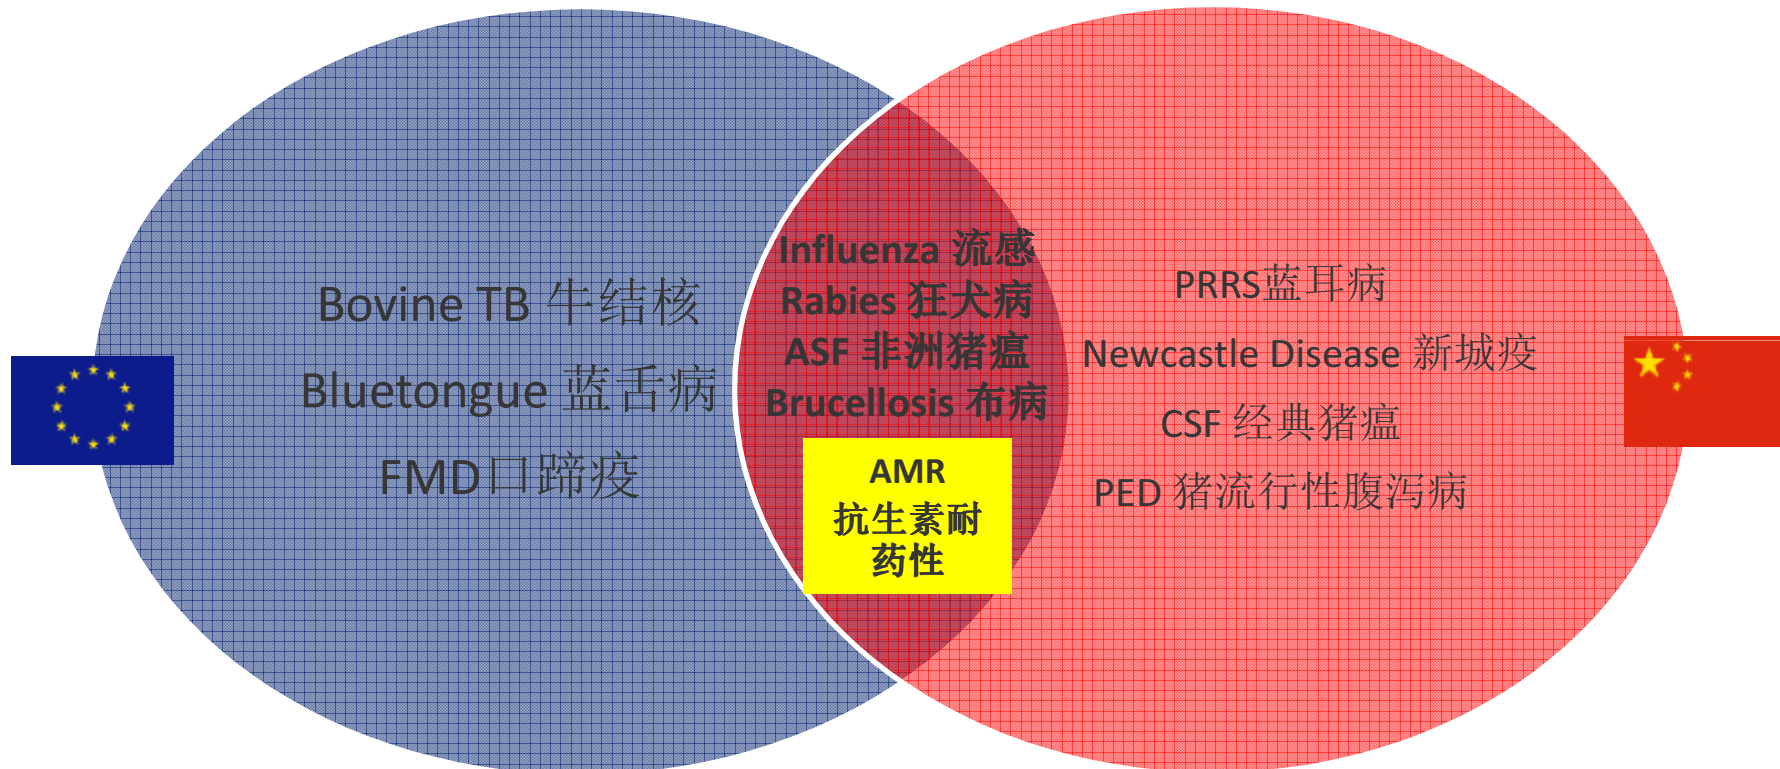 Bovine TB 牛结核
Bluetongue 蓝舌病
FMD口蹄疫
Influenza 流感
Rabies 狂犬病
ASF 非洲猪瘟
Brucellosis 布病
AMR
抗生素耐
药性
PRRS蓝耳病
Newcastle Disease 新城疫
CSF 经典猪瘟
PED 猪流行性腹泻病